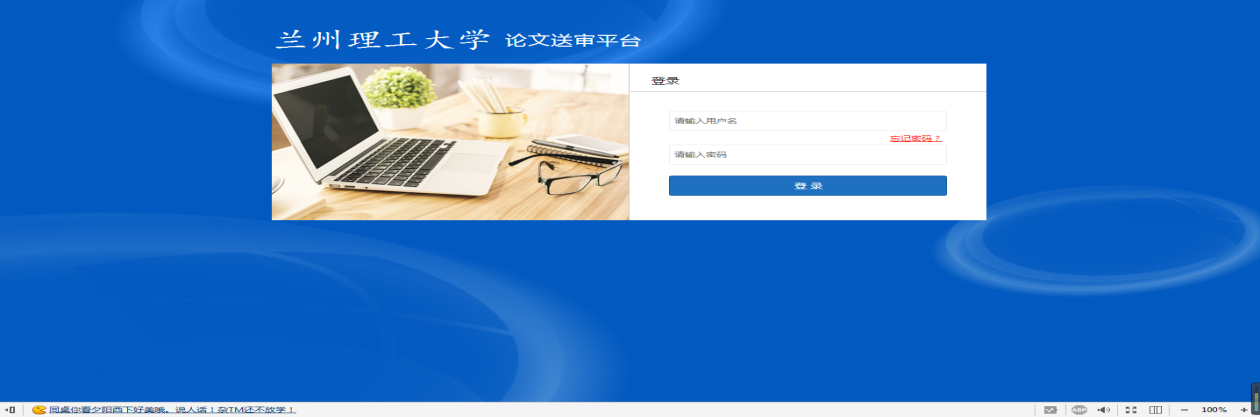 兰州理工大学 论文送审平台
登录
请输入用户名
忘记密码？
请输入密码
登 录
同桌你看夕阳西下好美哦。说人话！杂TM还不放学！
ABP
100%